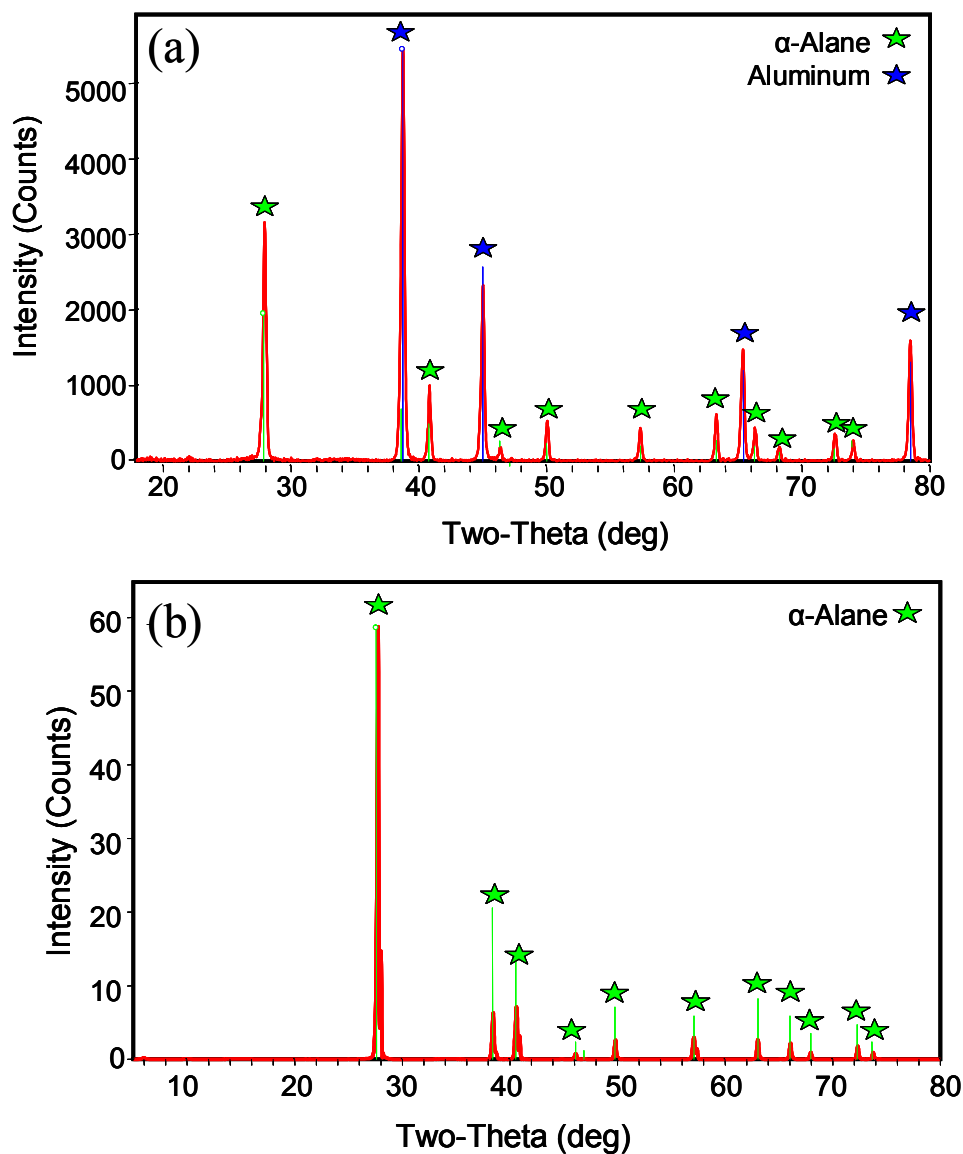 (a)
α-Alane
Aluminum
Intensity (Counts)
5000
4000
3000
2000
1000
0
20 30 40 50 60 70 80
Two-Theta (deg)
(b)
α-Alane
Intensity (Counts)
60
50
40
30
20
10
0
10 20 30 40 50 60 70 80
Two-Theta (deg)